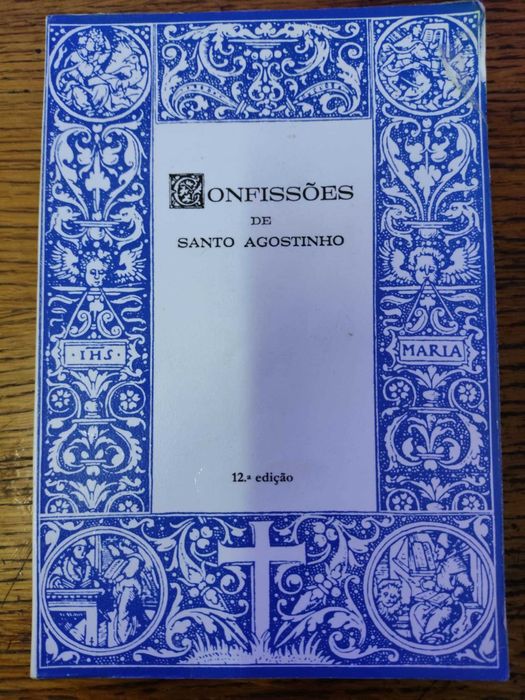 CONFISSÕES
DE
SANTO AGOSTINHO
IHS
MARIA
12.ª edição